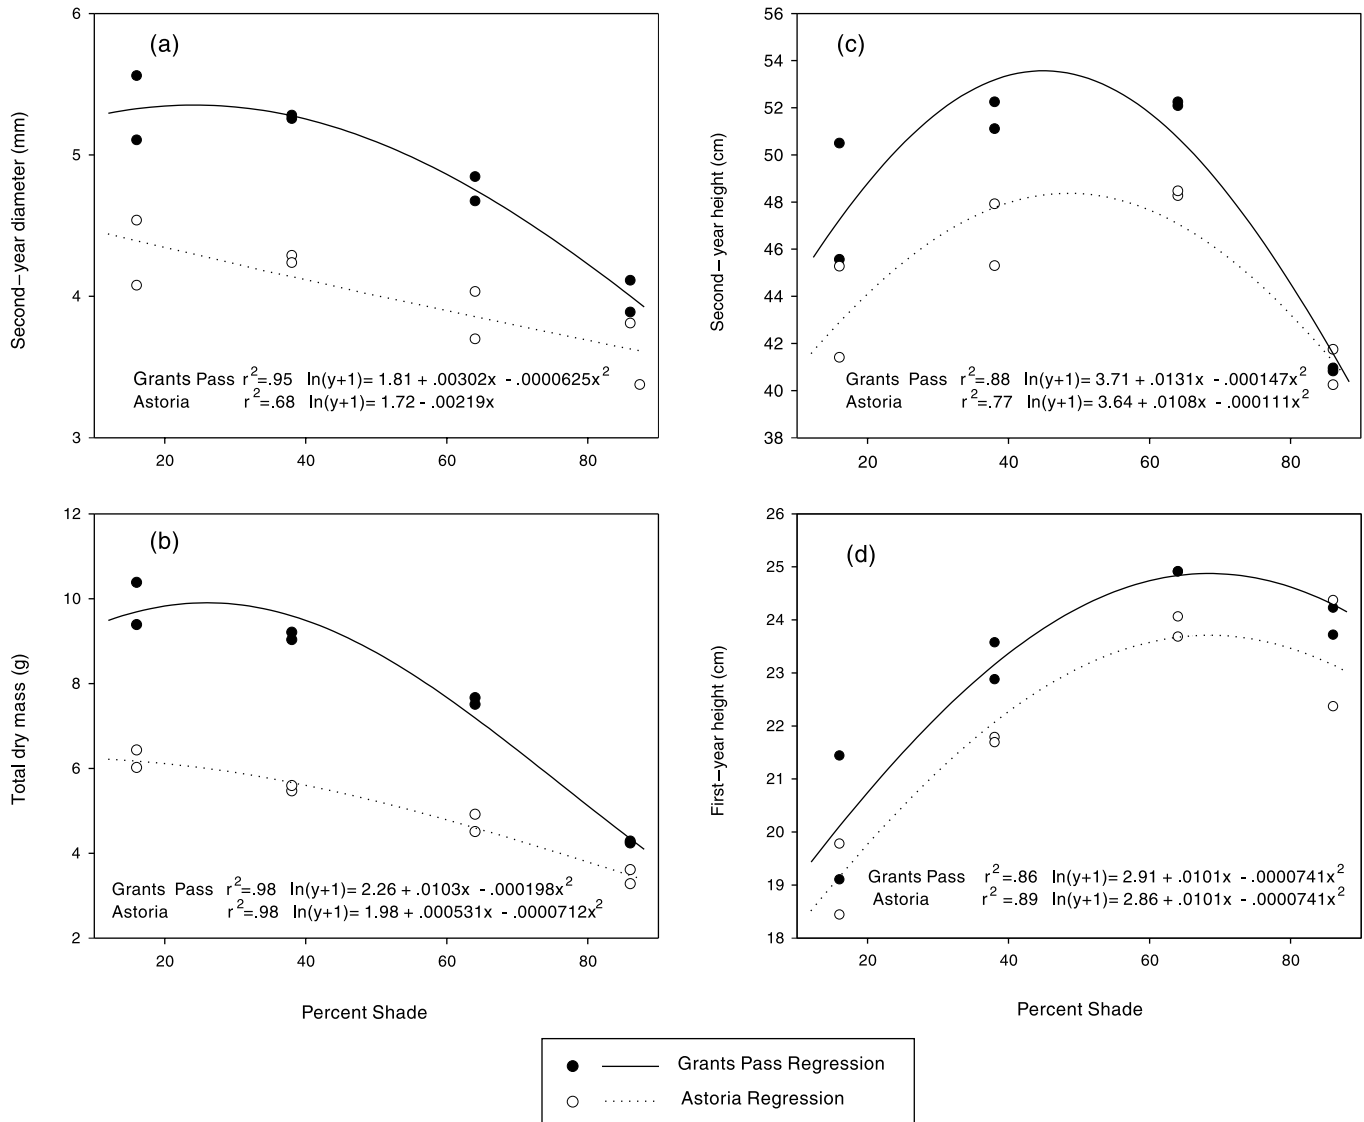 (a)
Second-year diameter (mm)
6
5
4
3
Grants Pass r²=.95 ln(y+1)= 1.81 + .00302x - .0000625x²
Astoria r²=.68 ln(y+1)= 1.72 - .00219x
20 40 60 80
(c)
Second-year height (cm)
56
54
52
50
48
46
44
42
40
38
Grants Pass r²=.88 ln(y+1)= 3.71 + .0131x - .000147x²
Astoria r²=.77 ln(y+1)= 3.64 + .0108x - .000111x²
20 40 60 80
(b)
Total dry mass (g)
12
10
8
6
4
2
Grants Pass r²=.98 ln(y+1)= 2.26 + .0103x - .000198x²
Astoria r²=.98 ln(y+1)= 1.98 + .000531x - .0000712x²
20 40 60 80
Percent Shade
(d)
First-year height (cm)
26
25
24
23
22
21
20
19
18
Grants Pass r²=.86 ln(y+1)= 2.91 + .0101x - .0000741x²
Astoria r²=.89 ln(y+1)= 2.86 + .0101x - .0000741x²
20 40 60 80
Percent Shade
Grants Pass Regression
Astoria Regression